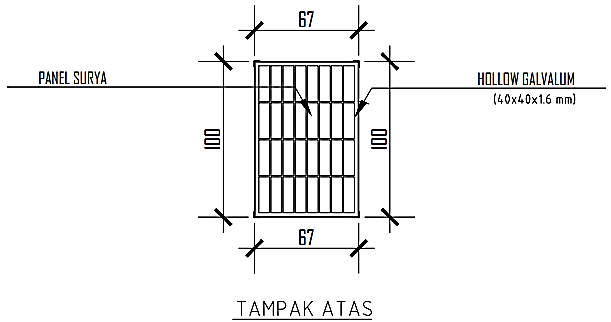 67
PANEL SURYA
HOLLOW GALVALUM
(40x40x1.6 mm)
100
100
67
TAMPAK ATAS